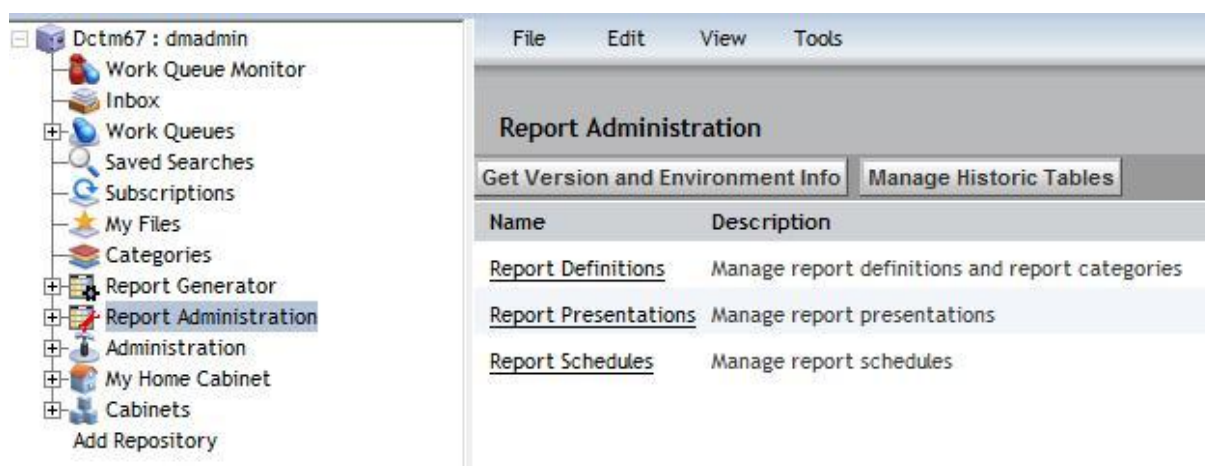 Dctm67 : dmadmin
Work Queue Monitor
Inbox
Work Queues
Saved Searches
Subscriptions
My Files
Categories
Report Generator
Report Administration
Administration
My Home Cabinet
Cabinets
Add Repository
File Edit View Tools
Report Administration
Get Version and Environment Info Manage Historic Tables
Name Description
Report Definitions Manage report definitions and report categories
Report Presentations Manage report presentations
Report Schedules Manage report schedules